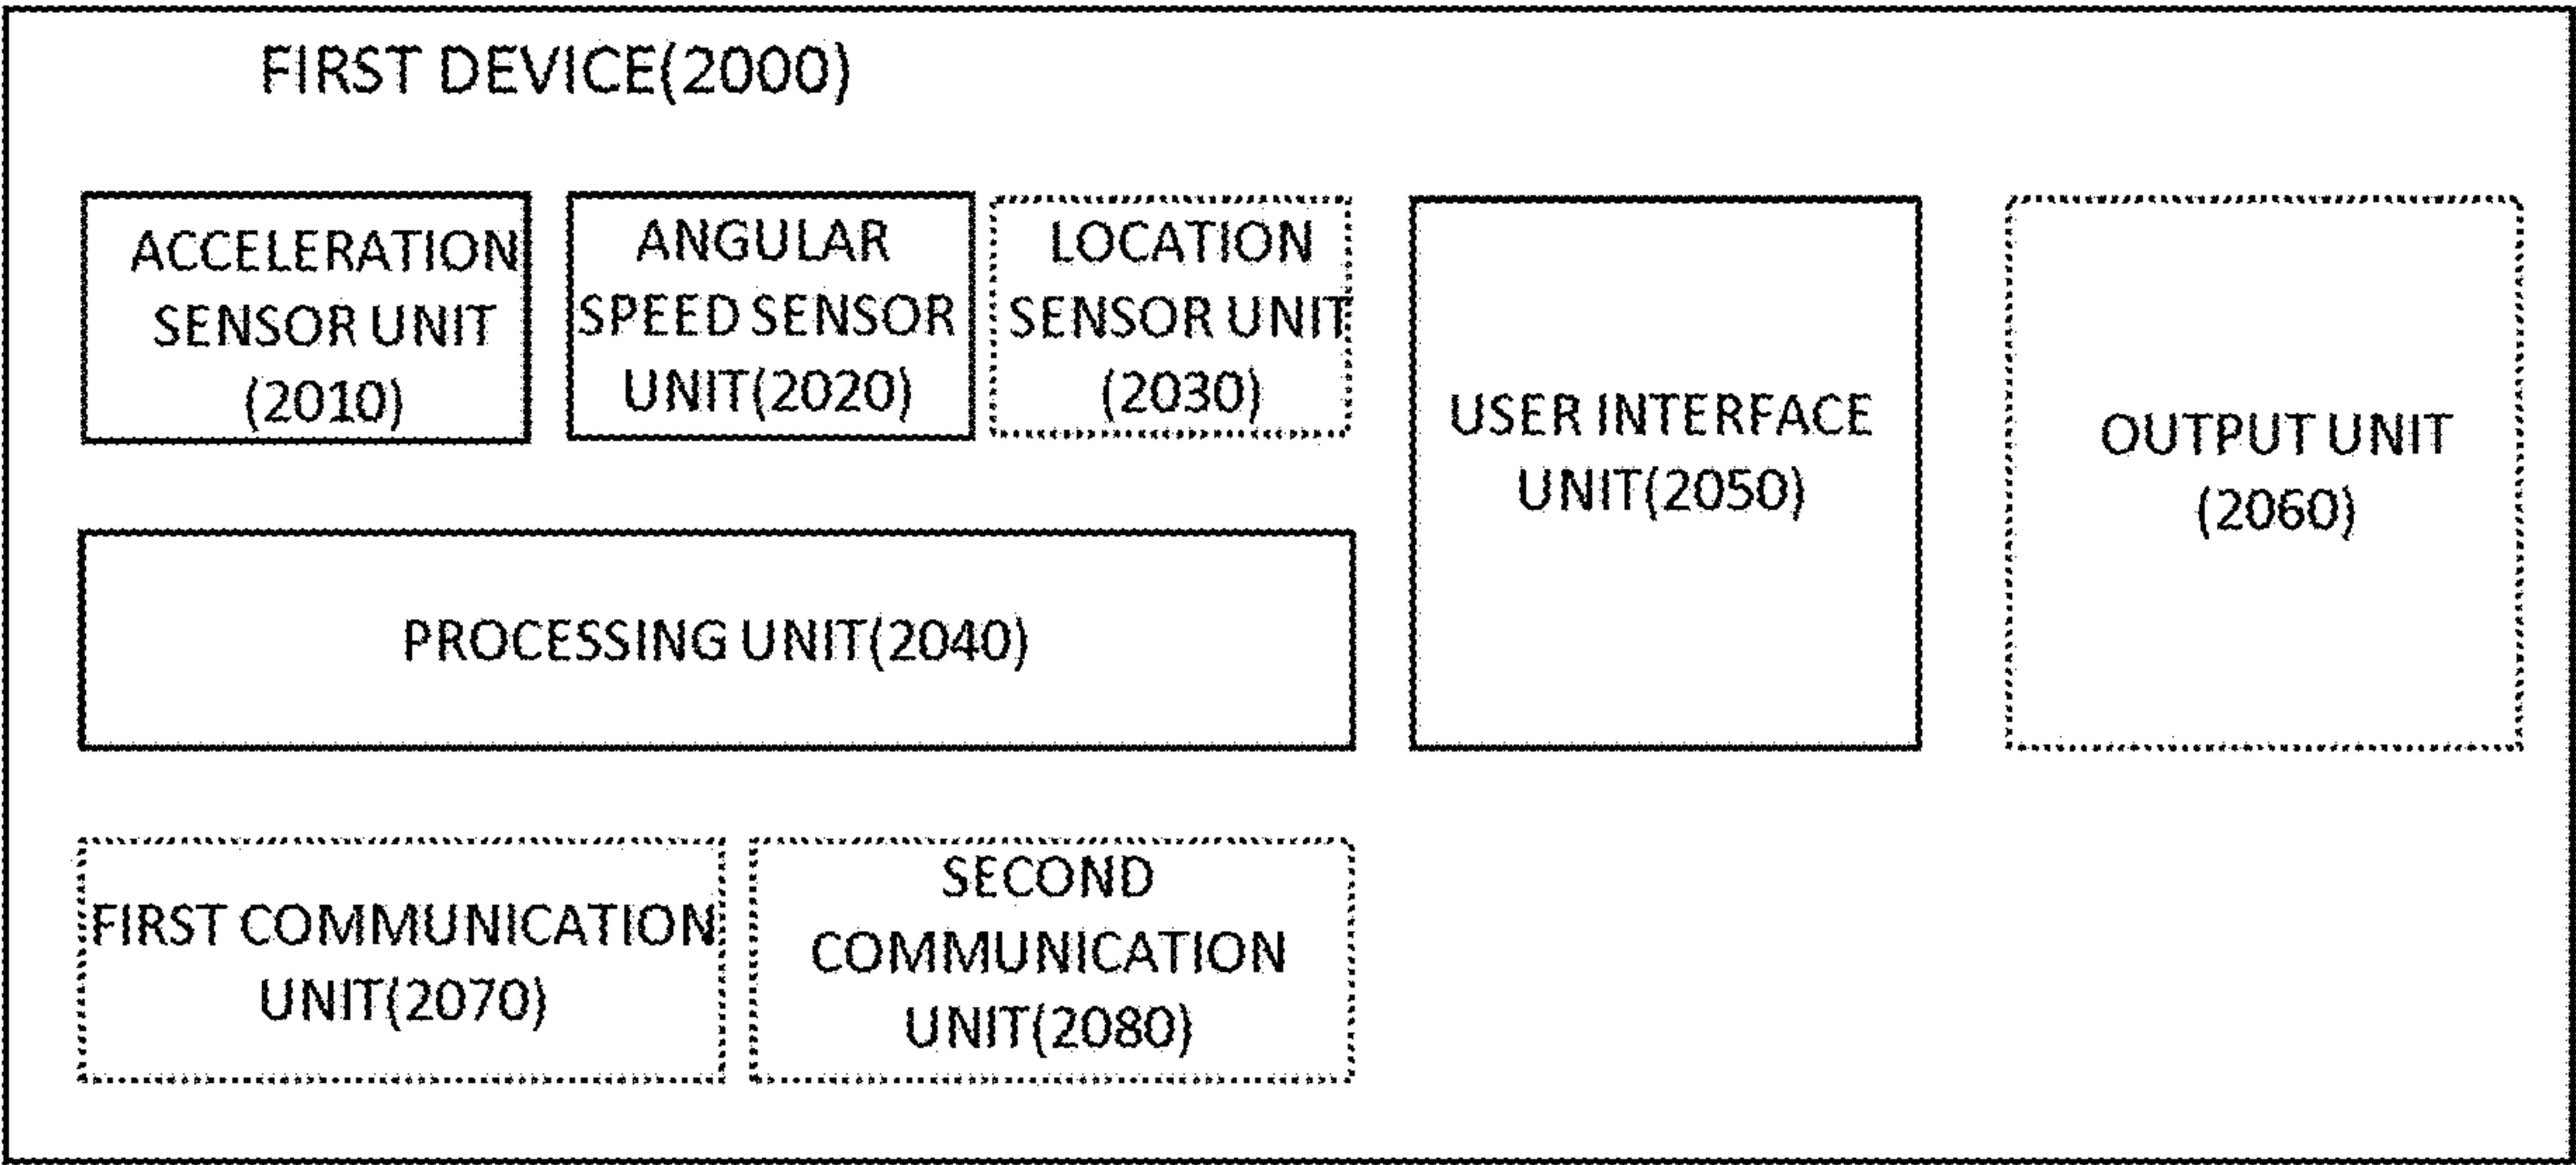 FIRST DEVICE(2000)
ACCELERATION
SENSOR UNIT
(2010)
ANGULAR
SPEED SENSOR
UNIT(2020)
LOCATION
SENSOR UNIT
(2030)
USER INTERFACE
UNIT(2050)
OUTPUT UNIT
(2060)
PROCESSING UNIT(2040)
FIRST COMMUNICATION
UNIT(2070)
SECOND
COMMUNICATION
UNIT(2080)